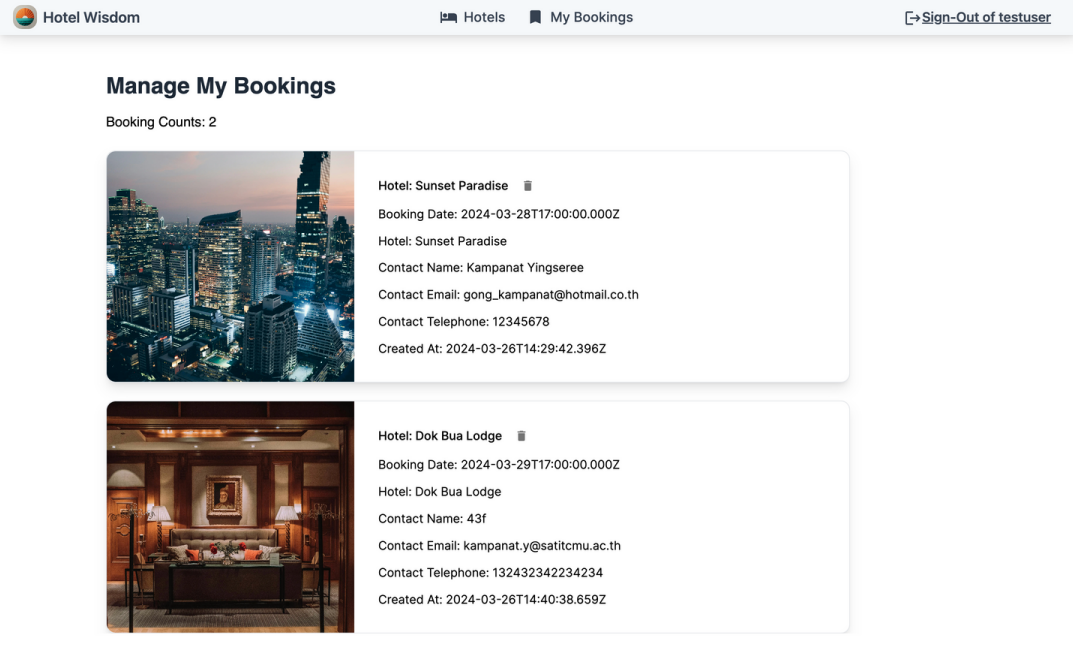 Hotel Wisdom
Hotels
My Bookings
Sign-Out of testuser
Manage My Bookings
Booking Counts: 2
Hotel: Sunset Paradise
Booking Date: 2024-03-28T17:00:00.000Z
Hotel: Sunset Paradise
Contact Name: Kampanat Yingseree
Contact Email: gong_kampanat@hotmail.co.th
Contact Telephone: 12345678
Created At: 2024-03-26T14:29:42.396Z
Hotel: Dok Bua Lodge
Booking Date: 2024-03-29T17:00:00.000Z
Hotel: Dok Bua Lodge
Contact Name: 43f
Contact Email: kampanat.y@satitcmu.ac.th
Contact Telephone: 132432342234234
Created At: 2024-03-26T14:40:38.659Z